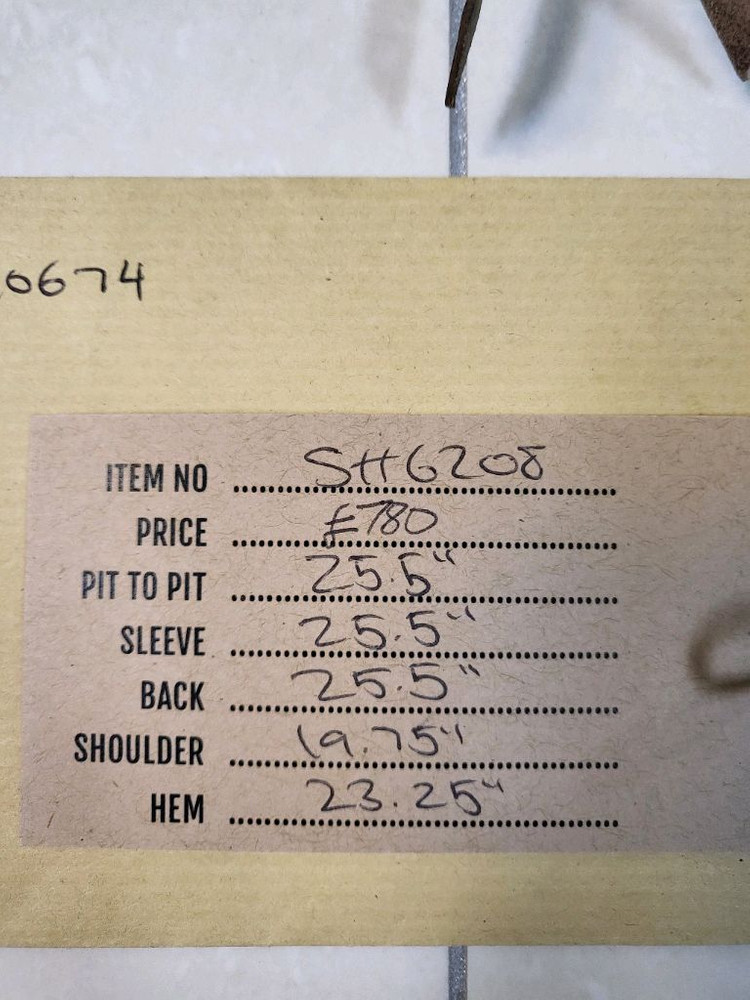 0674
ITEM NO SH6208
PRICE £780
PIT TO PIT 25.5"
SLEEVE 25.5"
BACK 25.5"
SHOULDER 19.75"
HEM 23.25"